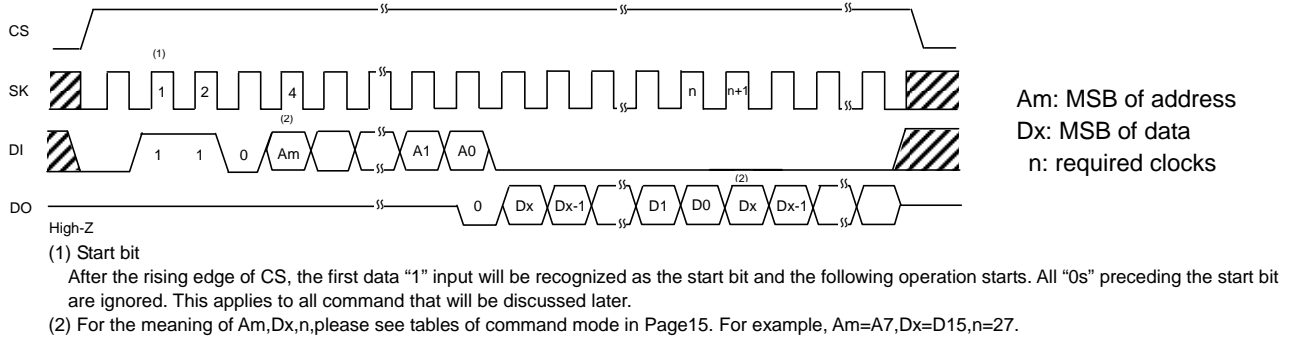 CS
(1)
SK 1 2 4 n n+1
Am: MSB of address
Dx: MSB of data
n: required clocks
(2)
DI 1 1 0 Am A1 A0
(2)
DO 0 Dx Dx-1 D1 D0 Dx Dx-1
High-Z
(1) Start bit
After the rising edge of CS, the first data “1” input will be recognized as the start bit and the following operation starts. All “0s” preceding the start bit
are ignored. This applies to all command that will be discussed later.
(2) For the meaning of Am,Dx,n,please see tables of command mode in Page15. For example, Am=A7,Dx=D15,n=27.